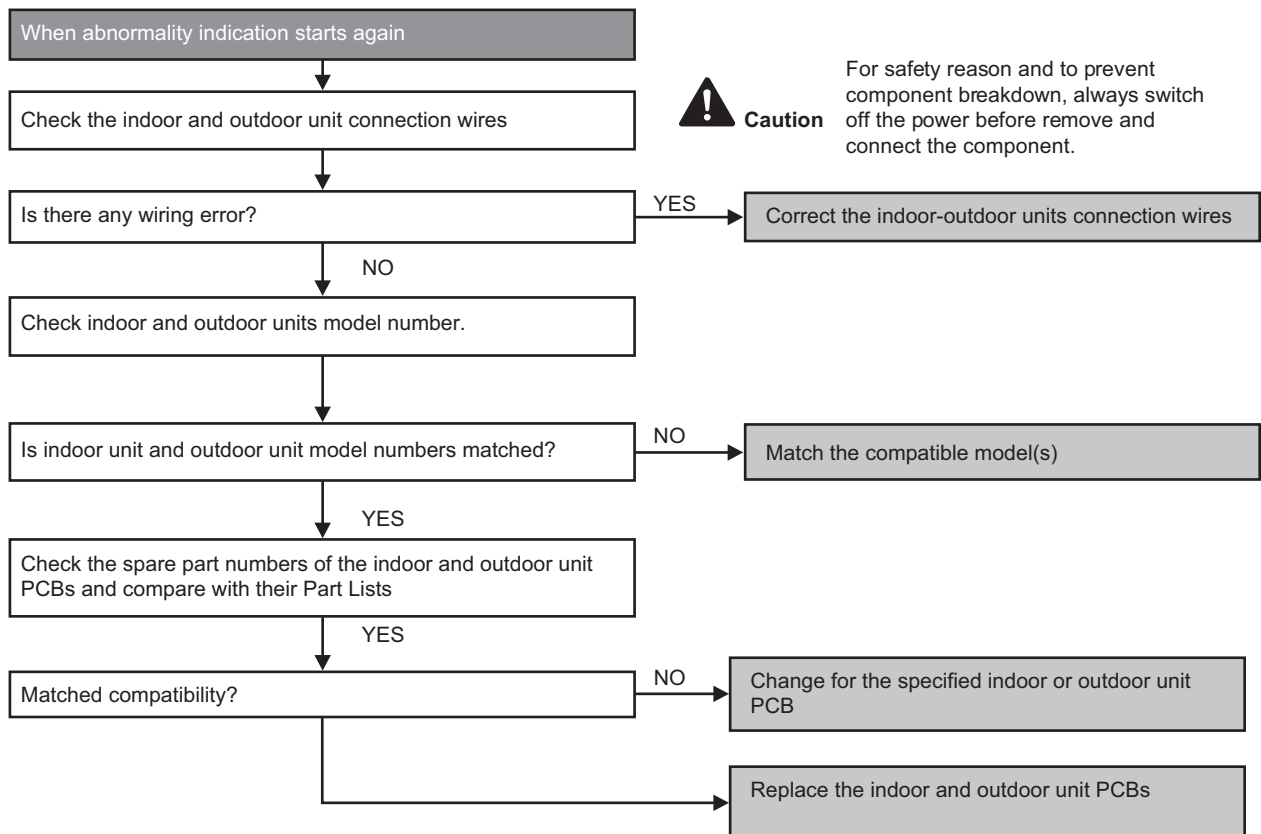 When abnormality indication starts again
For safety reason and to prevent
component breakdown, always switch
Caution off the power before remove and
connect the component.
Check the indoor and outdoor unit connection wires
Is there any wiring error?
YES
Correct the indoor-outdoor units connection wires
NO
Check indoor and outdoor units model number.
Is indoor unit and outdoor unit model numbers matched?
NO
Match the compatible model(s)
YES
Check the spare part numbers of the indoor and outdoor unit
PCBs and compare with their Part Lists
YES
Matched compatibility?
NO
Change for the specified indoor or outdoor unit
PCB
Replace the indoor and outdoor unit PCBs